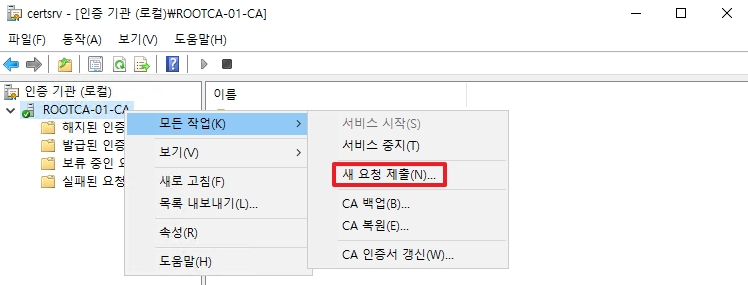 certsrv - [인증 기관 (로컬)₩ROOTCA-01-CA]
파일(F) 동작(A) 보기(V) 도움말(H)
인증 기관 (로컬)
ROOTCA-01-CA
해지된 인증
발급된 인증
보류 중인 요
실패한 요청
이름
모든 작업(K)
보기(V)
새로 고침(F)
목록 내보내기(L)...
속성(R)
도움말(H)
서비스 시작(S)
서비스 중지(T)
새 요청 제출(N)...
CA 백업(B)...
CA 복원(E)...
CA 인증서 갱신(W)...